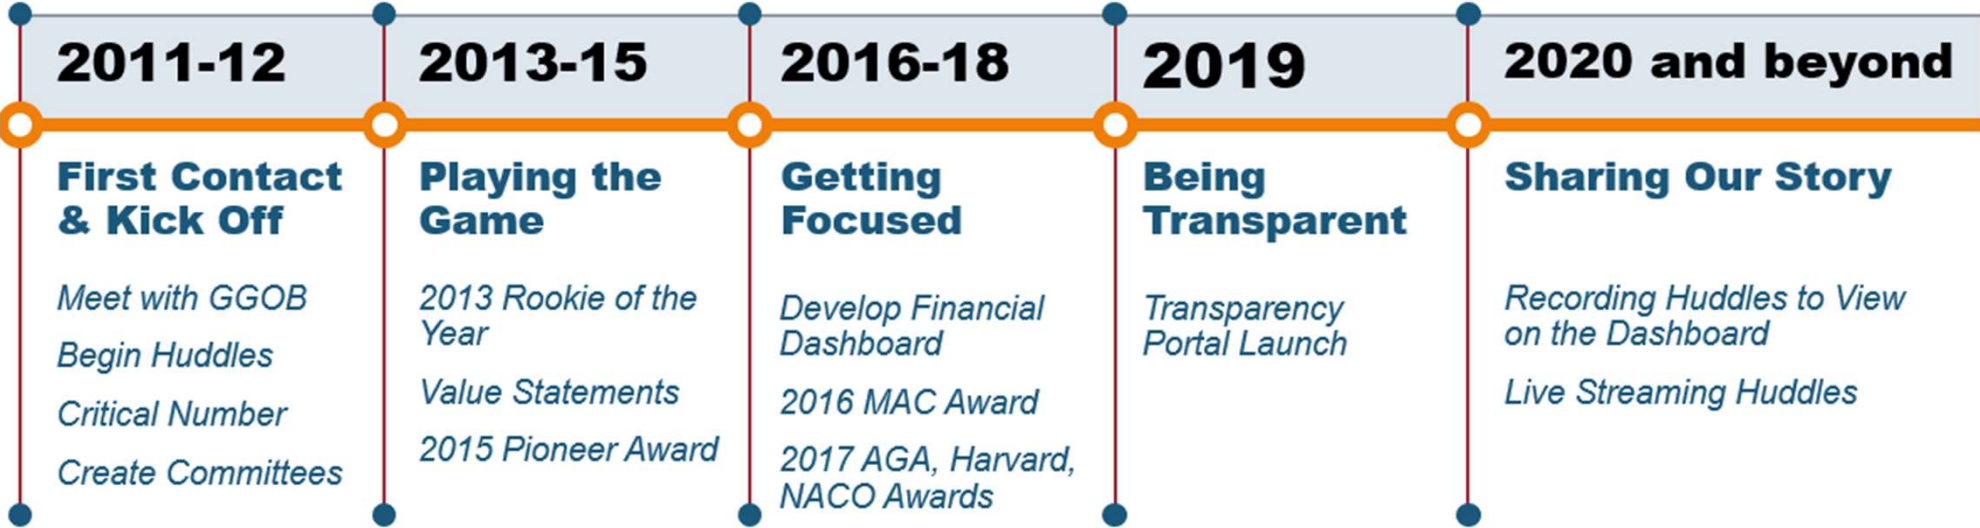 2011-12
First Contact
& Kick Off
Meet with GGOB
Begin Huddles
Critical Number
Create Committees
2013-15
Playing the
Game
2013 Rookie of the
Year
Value Statements
2015 Pioneer Award
2016-18
Getting
Focused
Develop Financial
Dashboard
2016 MAC Award
2017 AGA, Harvard,
NACO Awards
2019
Being
Transparent
Transparency
Portal Launch
2020 and beyond
Sharing Our Story
Recording Huddles to View
on the Dashboard
Live Streaming Huddles